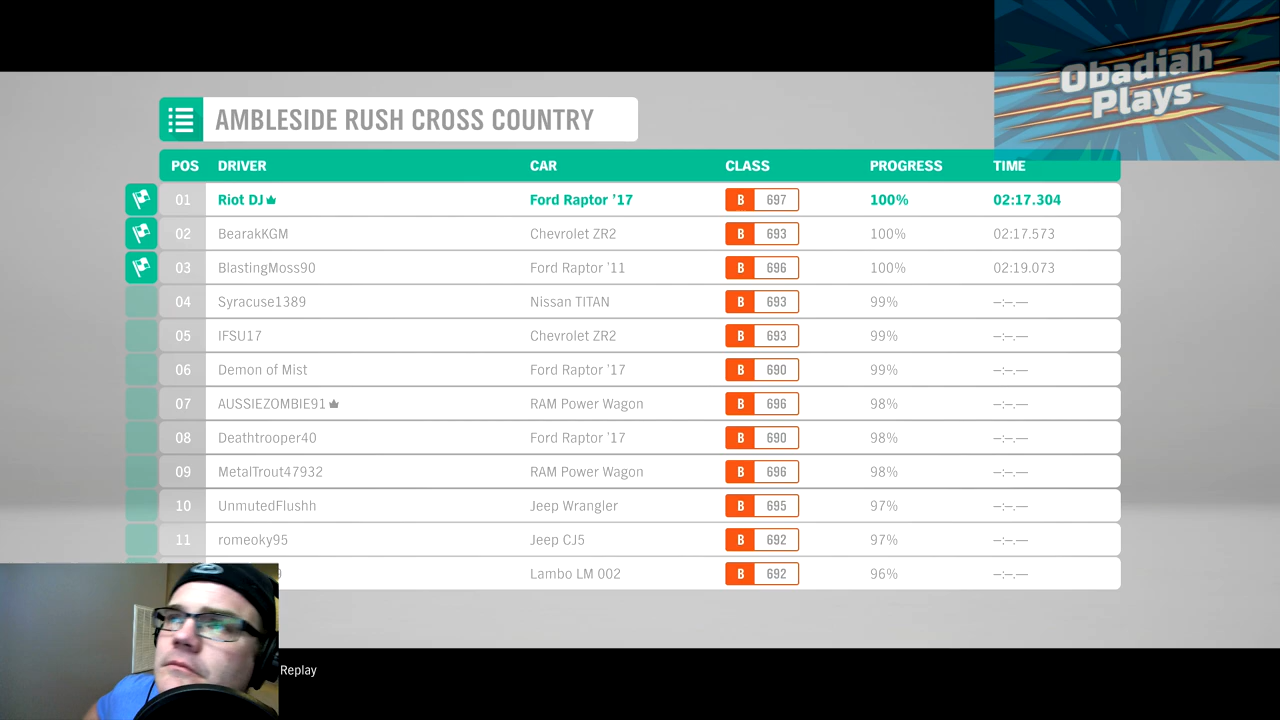 Obadiah
Plays
AMBLESIDE RUSH CROSS COUNTRY
POS DRIVER CAR CLASS PROGRESS TIME
01 Riot DJ Ford Raptor '17 B 697 100% 02:17.304
02 BearakKGM Chevrolet ZR2 B 693 100% 02:17.573
03 BlastingMoss90 Ford Raptor '11 B 696 100% 02:19.073
04 Syracuse1389 Nissan TITAN B 693 99% --:--.---
05 IFSU17 Chevrolet ZR2 B 693 99% --:--.---
06 Demon of Mist Ford Raptor '17 B 690 99% --:--.---
07 AUSSIEZOMBIE91 RAM Power Wagon B 696 98% --:--.---
08 Deathtrooper40 Ford Raptor '17 B 690 98% --:--.---
09 MetalTrout47932 RAM Power Wagon B 696 98% --:--.---
10 UnmutedFlushh Jeep Wrangler B 695 97% --:--.---
11 romeoky95 Jeep CJ5 B 692 97% --:--.---
Lambo LM 002 B 692 96% --:--.---
Replay